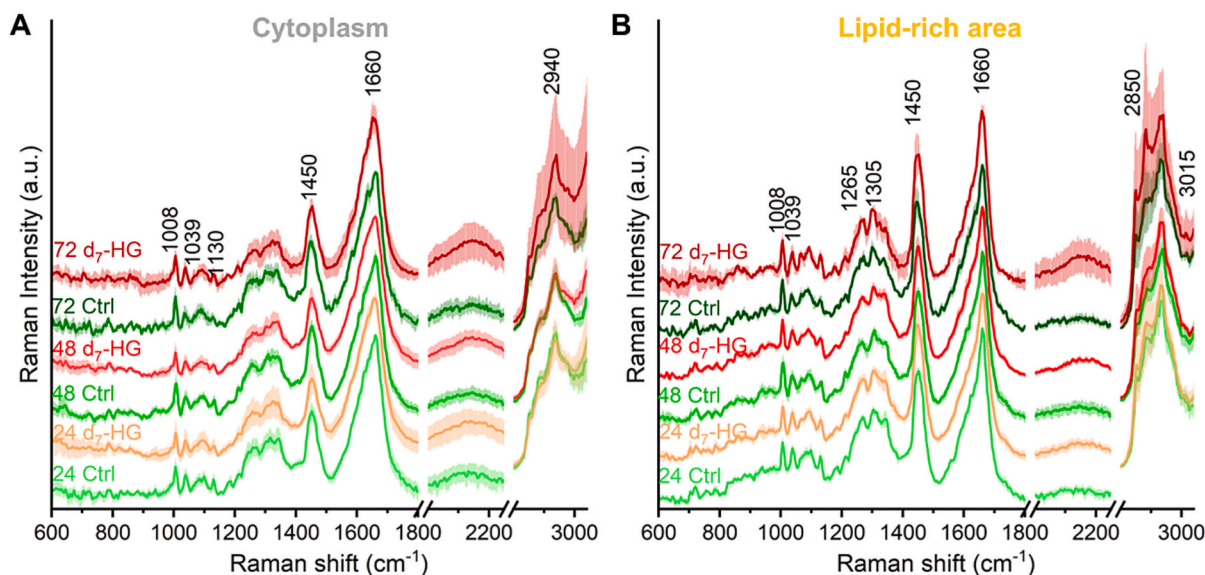 A
Cytoplasm
Raman Intensity (a.u.)
1008
1039
1130
1450
1660
2940
72 d₇-HG
72 Ctrl
48 d₇-HG
48 Ctrl
24 d₇-HG
24 Ctrl
600 800 1000 1200 1400 1600 1800 2200 3000
Raman shift (cm⁻¹)
B
Lipid-rich area
Raman Intensity (a.u.)
1008
1039
1265
1305
1450
1660
2850
3015
72 d₇-HG
72 Ctrl
48 d₇-HG
48 Ctrl
24 d₇-HG
24 Ctrl
600 800 1000 1200 1400 1600 1800 2200 3000
Raman shift (cm⁻¹)